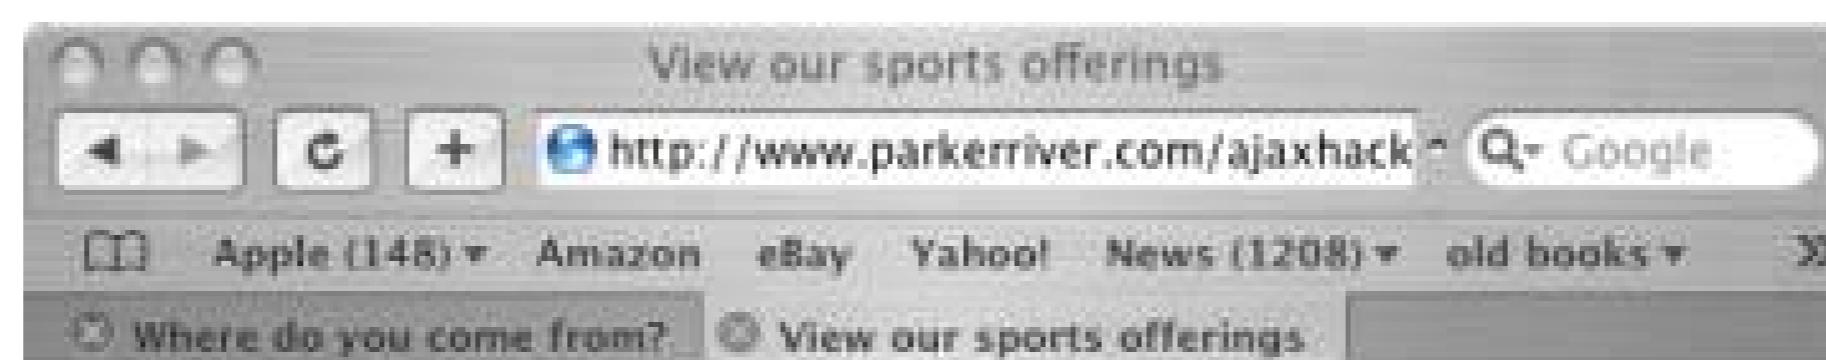 View our sports offerings
http://www.parkerriver.com/ajaxhack Google
Apple (148) Amazon eBay Yahoo! News (1208) old books
Where do you come from? View our sports offerings